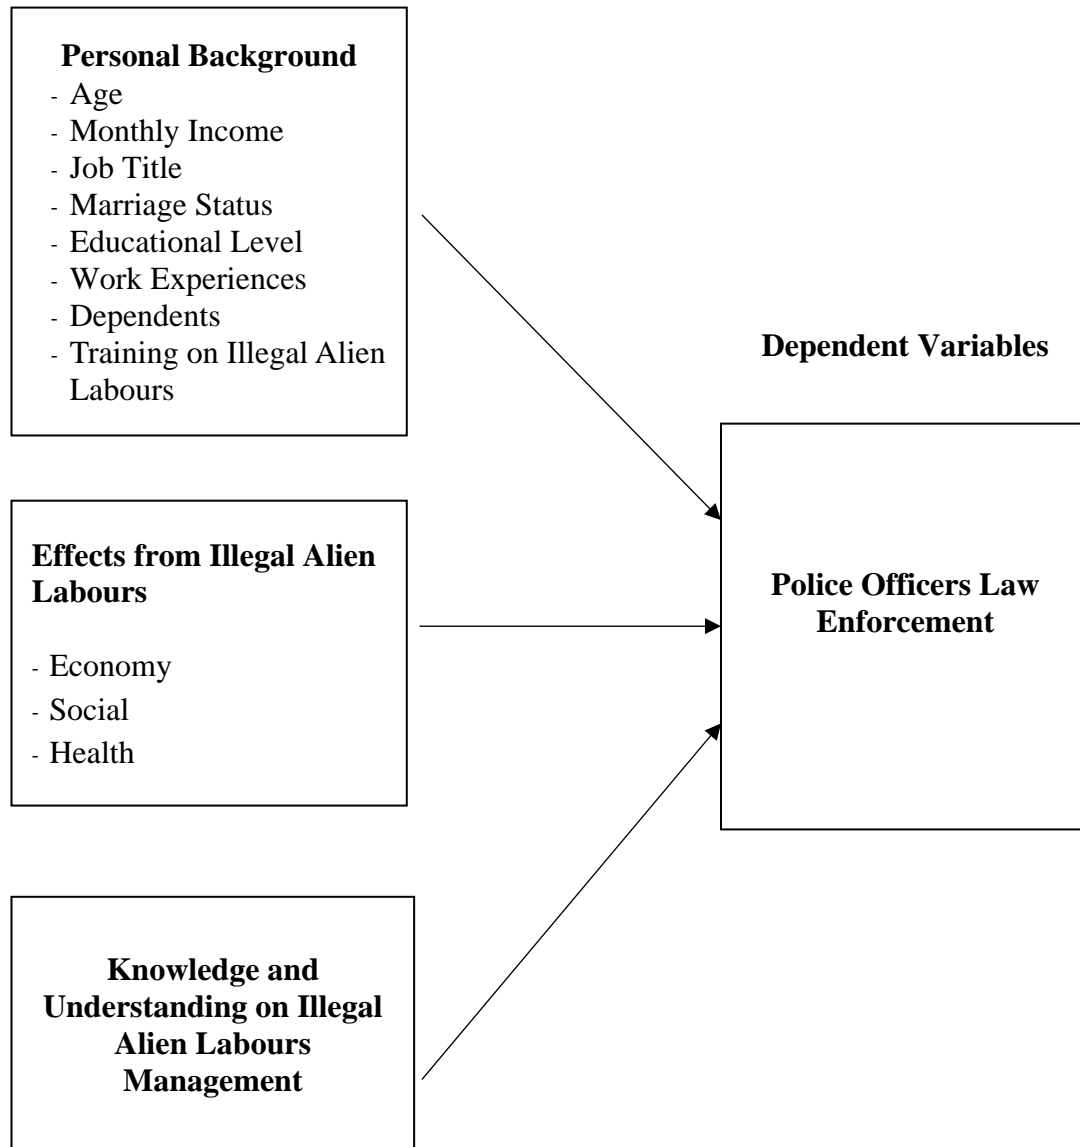 Personal Background
- Age
- Monthly Income
- Job Title
- Marriage Status
- Educational Level
- Work Experiences
- Dependents
- Training on Illegal Alien
Labours
Effects from Illegal Alien
Labours
- Economy
- Social
- Health
Knowledge and
Understanding on Illegal
Alien Labours
Management
Dependent Variables
Police Officers Law
Enforcement